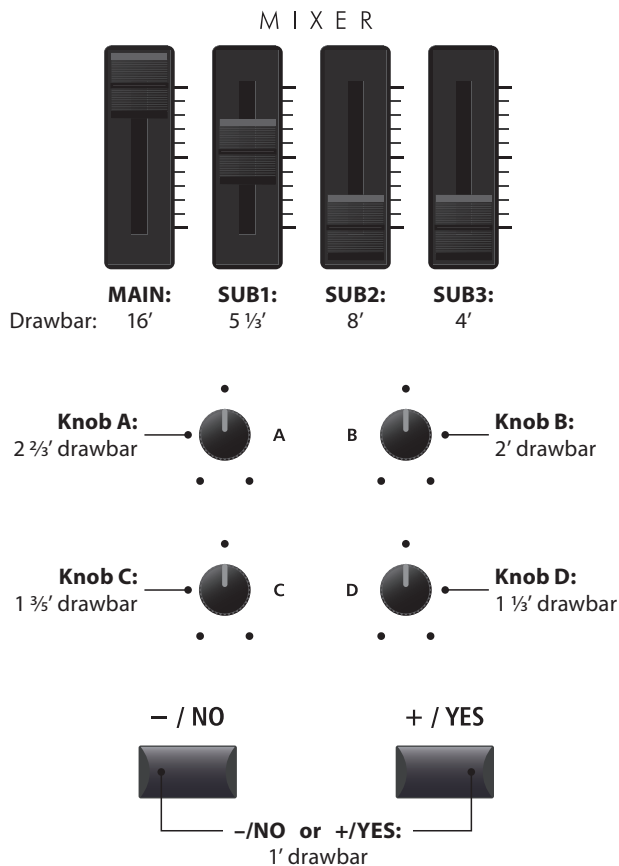 MIXER
MAIN: SUB1: SUB2: SUB3:
Drawbar: 16′ 5 ⅓′ 8′ 4′
Knob A:
2 ⅔′ drawbar
A
B
Knob B:
2′ drawbar
Knob C:
1 ⅗′ drawbar
C
D
Knob D:
1 ⅓′ drawbar
– / NO + / YES
–/NO or +/YES:
1′ drawbar